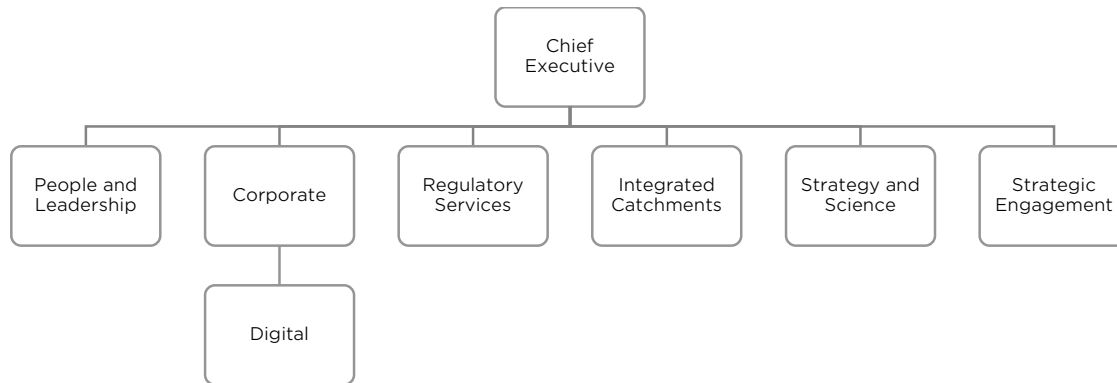 Chief
Executive
People and
Leadership
Corporate
Regulatory
Services
Integrated
Catchments
Strategy and
Science
Strategic
Engagement
Digital